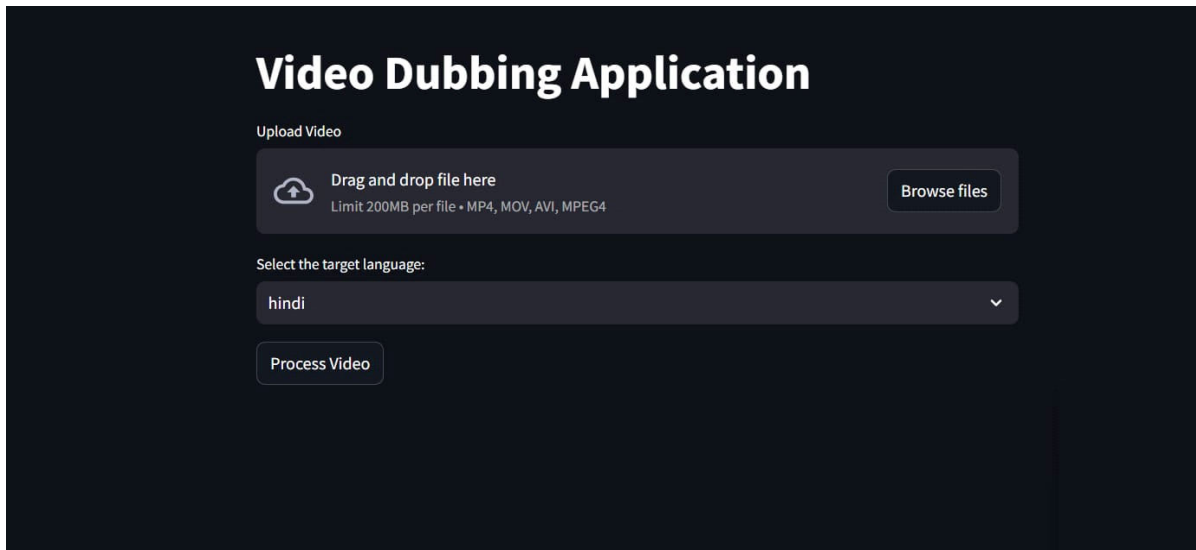 Video Dubbing Application
Upload Video
Drag and drop file here
Limit 200MB per file • MP4, MOV, AVI, MPEG4
Browse files
Select the target language:
hindi
Process Video